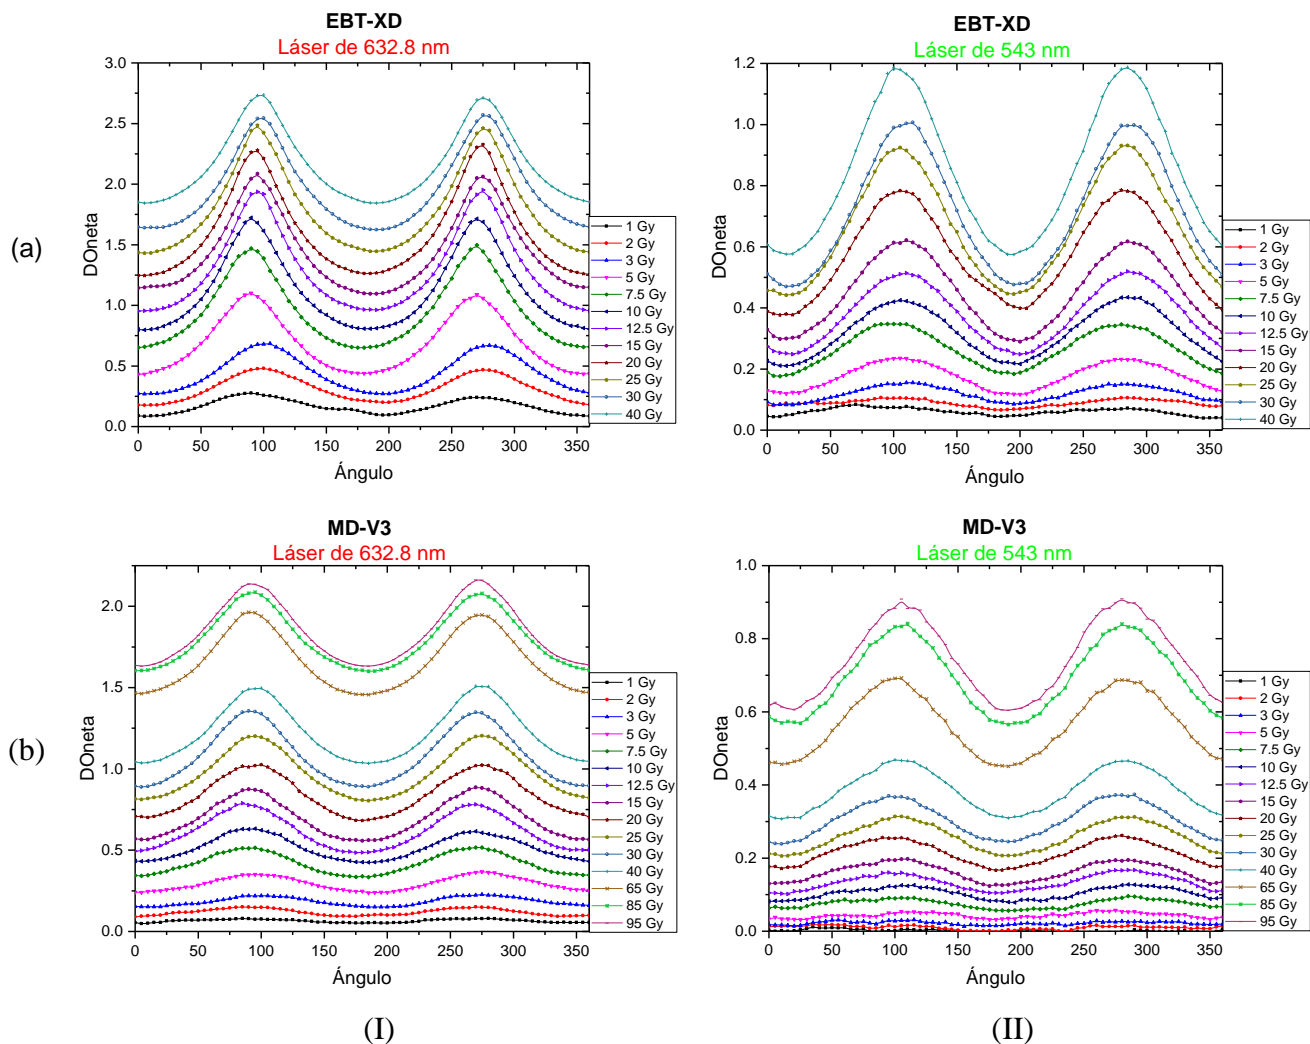 EBT-XD
Láser de 632.8 nm
3.0
2.5
2.0
1.5
1.0
0.5
0.0
0 50 100 150 200 250 300 350
DOneta
Ángulo
1 Gy
2 Gy
3 Gy
5 Gy
7.5 Gy
10 Gy
12.5 Gy
15 Gy
20 Gy
25 Gy
30 Gy
40 Gy
(a)
EBT-XD
Láser de 543 nm
1.2
1.0
0.8
0.6
0.4
0.2
0.0
0 50 100 150 200 250 300 350
DOneta
Ángulo
1 Gy
2 Gy
3 Gy
5 Gy
7.5 Gy
10 Gy
12.5 Gy
15 Gy
20 Gy
25 Gy
30 Gy
40 Gy
MD-V3
Láser de 632.8 nm
2.0
1.5
1.0
0.5
0.0
0 50 100 150 200 250 300 350
DOneta
Ángulo
1 Gy
2 Gy
3 Gy
5 Gy
7.5 Gy
10 Gy
12.5 Gy
15 Gy
20 Gy
25 Gy
30 Gy
40 Gy
65 Gy
85 Gy
95 Gy
(b)
MD-V3
Láser de 543 nm
1.0
0.8
0.6
0.4
0.2
0.0
0 50 100 150 200 250 300 350
DOneta
Ángulo
1 Gy
2 Gy
3 Gy
5 Gy
7.5 Gy
10 Gy
12.5 Gy
15 Gy
20 Gy
25 Gy
30 Gy
40 Gy
65 Gy
85 Gy
95 Gy
(I)
(II)